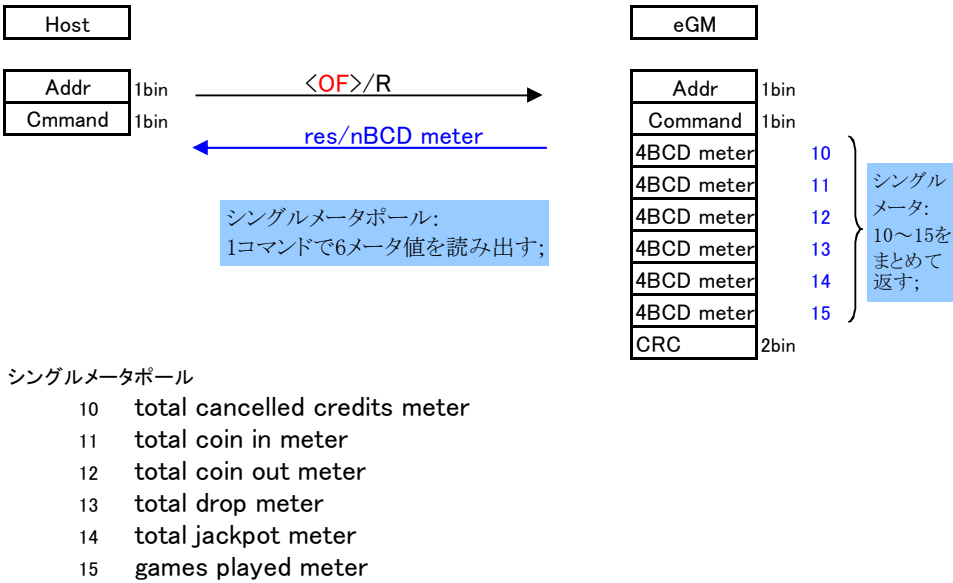 Host
eGM
Addr 1bin
<OF>/R
Addr 1bin
Cmmand 1bin
Command 1bin
res/nBCD meter
4BCD meter 10
4BCD meter 11
4BCD meter 12
4BCD meter 13
4BCD meter 14
4BCD meter 15
CRC 2bin
シングルメータポール:
1コマンドで6メータ値を読み出す;
シングル
メータ:
10～15を
まとめて
返す;
シングルメータポール
10 total cancelled credits meter
11 total coin in meter
12 total coin out meter
13 total drop meter
14 total jackpot meter
15 games played meter